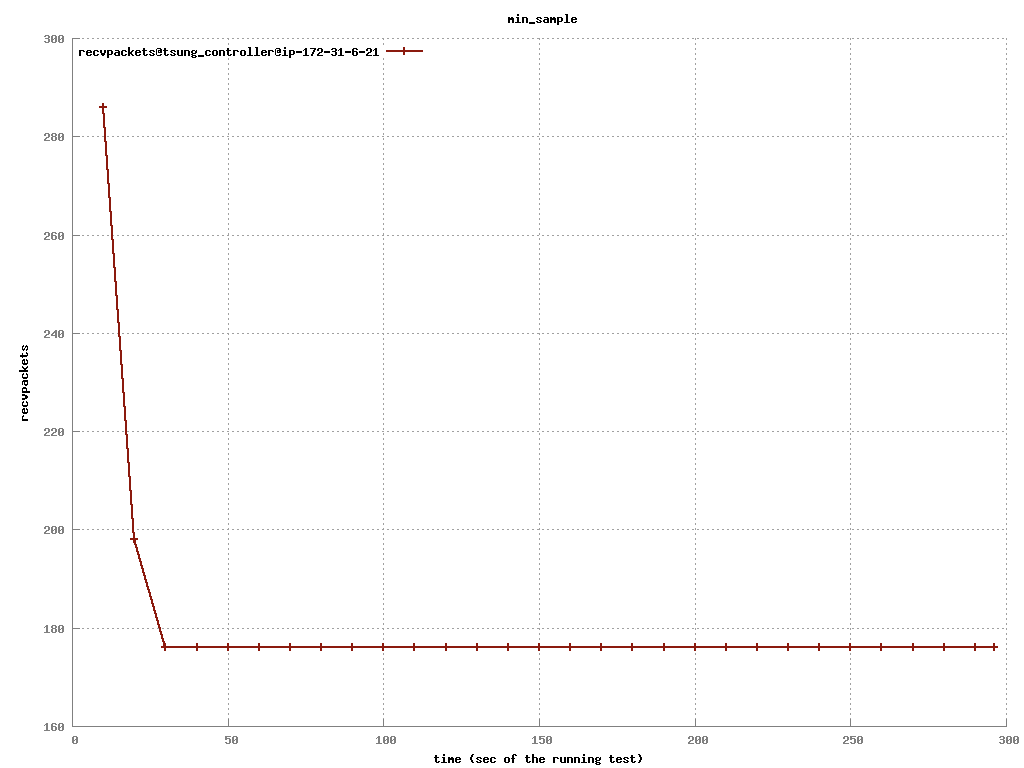 min_sample
300
recvpackets@tsung_controller@ip-172-31-6-21
280
260
240
recvpackets
220
200
180
160
0 50 100 150 200 250 300
time (sec of the running test)